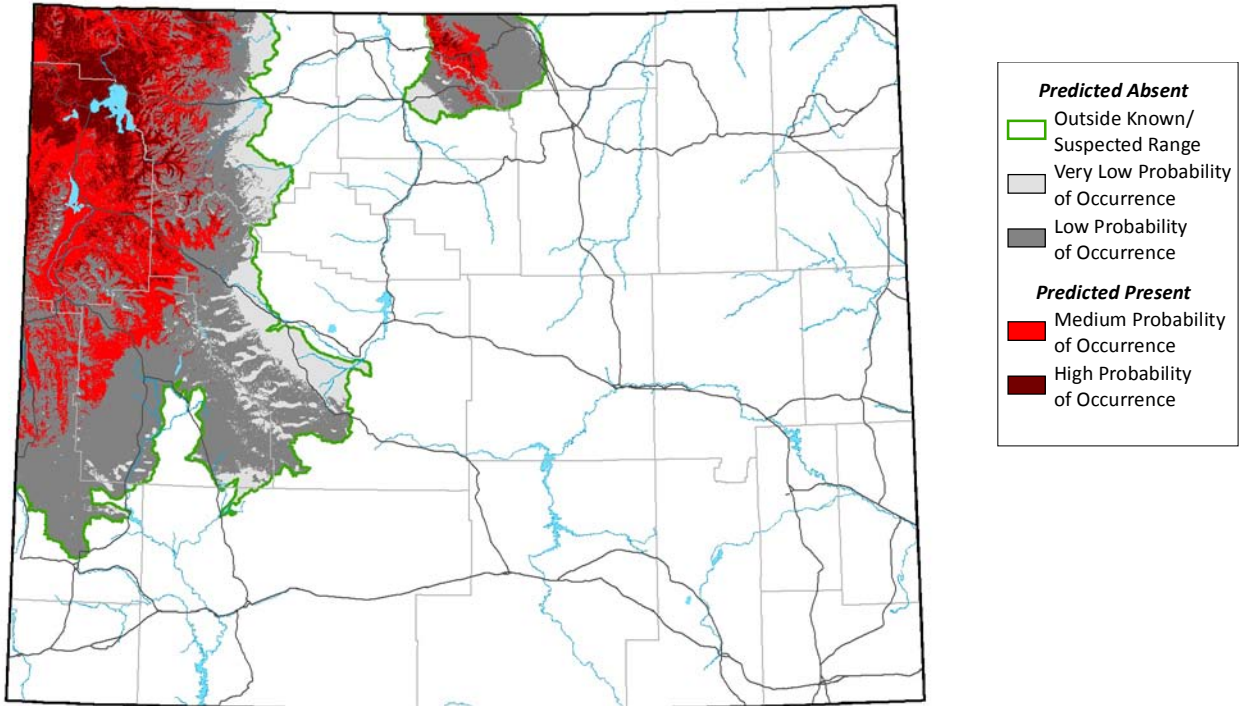 Predicted Absent
Outside Known/
Suspected Range
Very Low Probability
of Occurrence
Low Probability
of Occurrence
Predicted Present
Medium Probability
of Occurrence
High Probability
of Occurrence